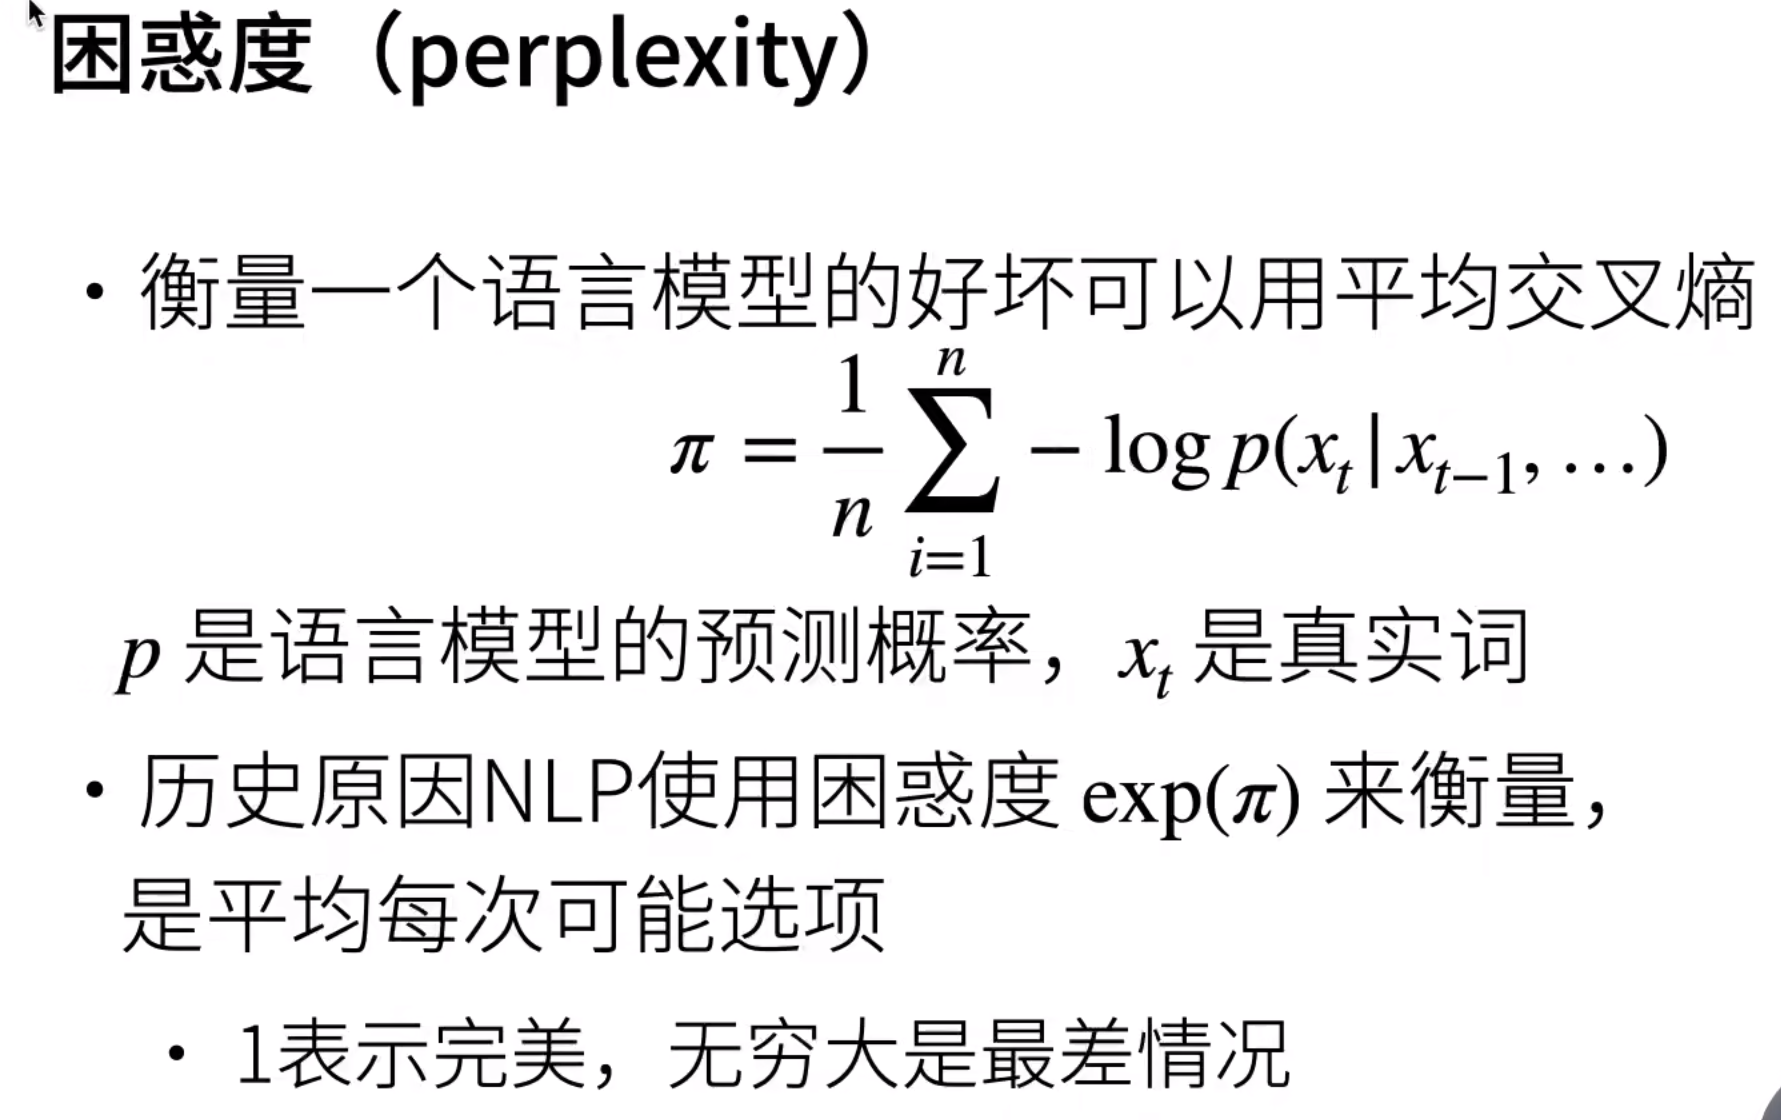 困惑度（perplexity）
• 衡量一个语言模型的好坏可以用平均交叉熵
π = \frac{1}{n} \sum_{i=1}^{n} − log p(x_t | x_{t−1}, …)
p 是语言模型的预测概率，x_t 是真实词
• 历史原因NLP使用困惑度 exp(π) 来衡量，
是平均每次可能选项
• 1表示完美，无穷大是最差情况